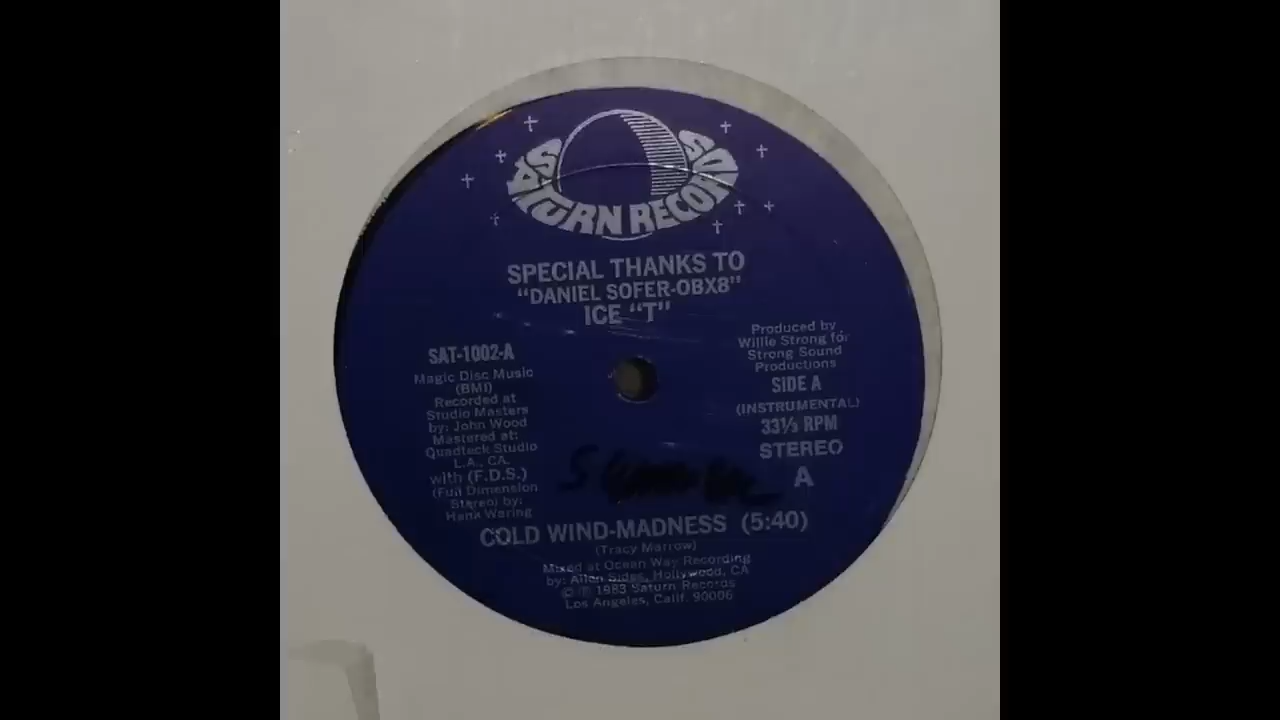 SATURN RECORDS
SPECIAL THANKS TO
"DANIEL SOFER-OBX8"
ICE "T"
SAT-1002-A
Magic Disc Music
(BMI)
Recorded at
Studio Masters
by: John Wood
Mastered at:
Quadteck Studio
L.A., CA.
with (F.D.S.)
(Full Dimension
Stereo) by:
Hank Waring
Produced by
Willie Strong for
Strong Sound
Productions
SIDE A
(INSTRUMENTAL)
33⅓ RPM
STEREO
A
COLD WIND-MADNESS (5:40)
(Tracy Marrow)
Mixed at Ocean Way Recording
by: Allen Sides, Hollywood, CA
© ℗ 1983 Saturn Records
Los Angeles, Calif. 90006